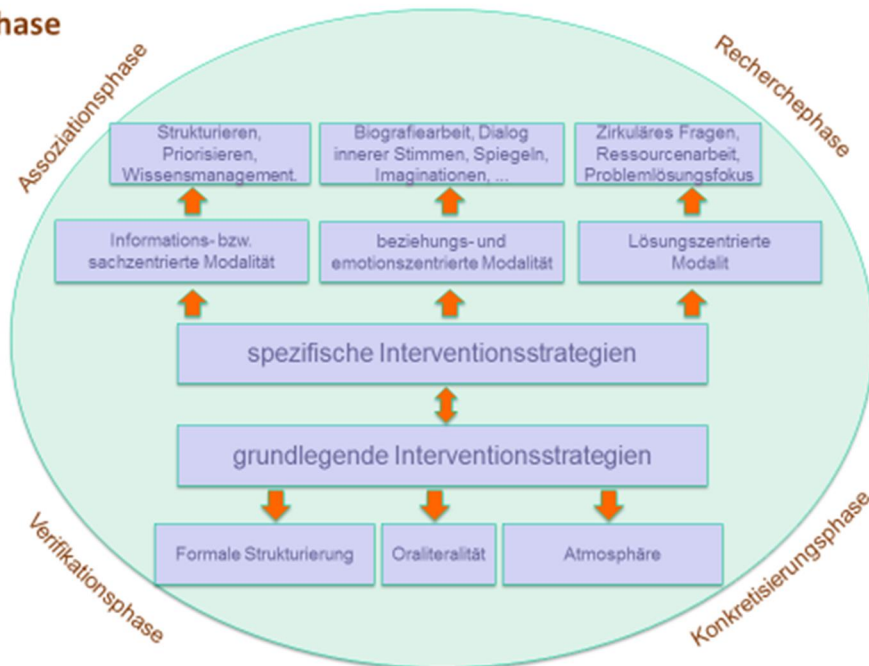 hase
Assoziationsphase
Recherchephase
Strukturieren,
Priorisieren,
Wissensmanagement.
Biografiearbeit, Dialog
innerer Stimmen, Spiegeln,
Imaginationen, ...
Zirkuläres Fragen,
Ressourcenarbeit,
Problemlösungsfokus
Informations- bzw.
sachzentrierte Modalität
beziehungs- und
emotionszentrierte Modalität
Lösungszentrierte
Modalit
spezifische Interventionsstrategien
grundlegende Interventionsstrategien
Formale Strukturierung
Oraliteralität
Atmosphäre
Verifikationsphase
Konkretisierungsphase